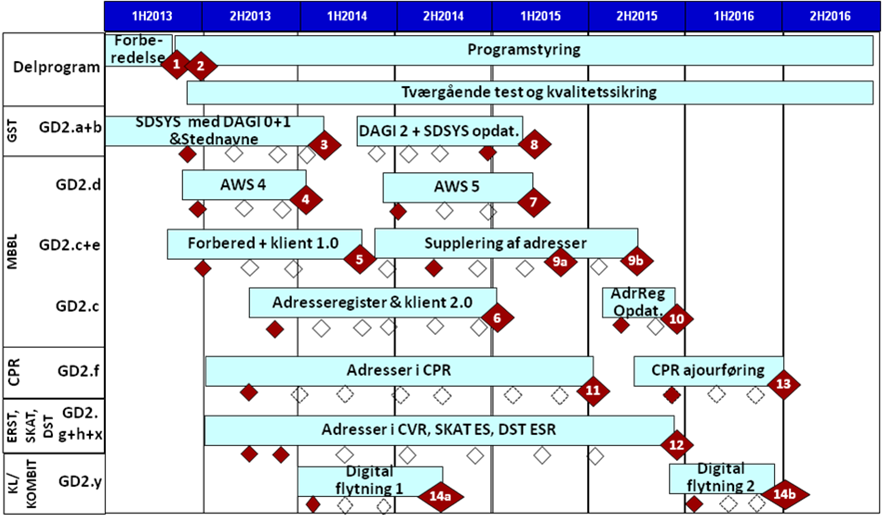 1H2013 2H2013 1H2014 2H2014 1H2015 2H2015 1H2016 2H2016
Delprogram
Forbe-
redelse
1 2
Programstyring
Tværgående test og kvalitetssikring
GST
GD2.a+b
SDSYS med DAGI 0+1
&Stednavne
3
DAGI 2 + SDSYS opdat.
8
MBBL
GD2.d
AWS 4
4
AWS 5
7
GD2.c+e
Forbered + klient 1.0
5
Supplering af adresser
9a 9b
GD2.c
Adresseregister & klient 2.0
6
AdrReg
Opdat.
10
CPR
GD2.f
Adresser i CPR
11
CPR ajourføring
13
ERST,
SKAT,
DST
GD2.
g+h+x
Adresser i CVR, SKAT ES, DST ESR
12
KL/
KOMBIT
GD2.y
Digital
flytning 1
14a
Digital
flytning 2
14b